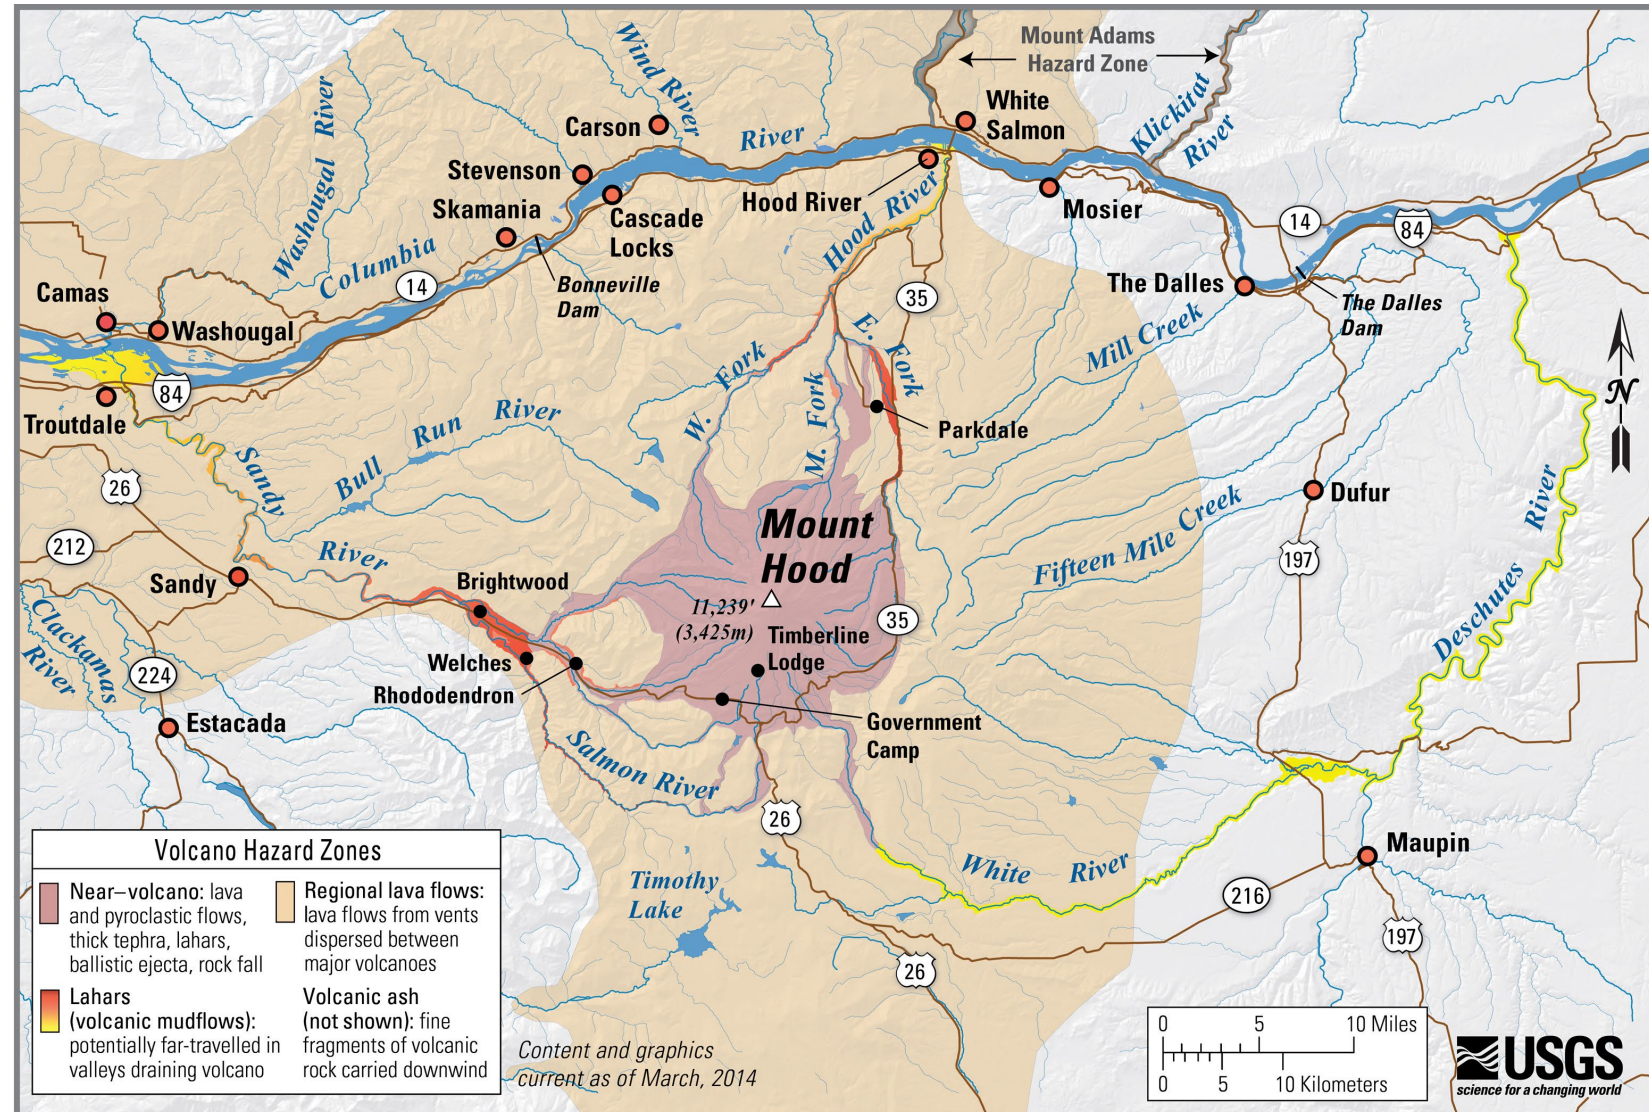 Mount Adams
Hazard Zone
Wind River
Washougal River
Carson
River
White
Salmon
Klickitat
River
Stevenson
Skamania
Cascade
Locks
Hood River
Hood River
Mosier
Columbia
14
Bonneville
Dam
14
84
Camas
Washougal
The Dalles
The Dalles
Dam
35
84
Troutdale
W. Fork
M. Fork
E. Fork
Mill Creek
N
Parkdale
Bull Run River
Sandy
26
212
River
Fifteen Mile Creek
Dufur
197
Deschutes River
Mount
Hood
11,239'
(3,425m)
Timberline
Lodge
35
Sandy
Brightwood
Welches
Rhododendron
Clackamas
River
224
Estacada
Government
Camp
Salmon River
26
White River
Maupin
216
197
Timothy
Lake
26
Volcano Hazard Zones
Near–volcano: lava
and pyroclastic flows,
thick tephra, lahars,
ballistic ejecta, rock fall
Regional lava flows:
lava flows from vents
dispersed between
major volcanoes
Lahars
(volcanic mudflows):
potentially far-travelled in
valleys draining volcano
Volcanic ash
(not shown): fine
fragments of volcanic
rock carried downwind
Content and graphics
current as of March, 2014
0 5 10 Miles
0 5 10 Kilometers
USGS
science for a changing world